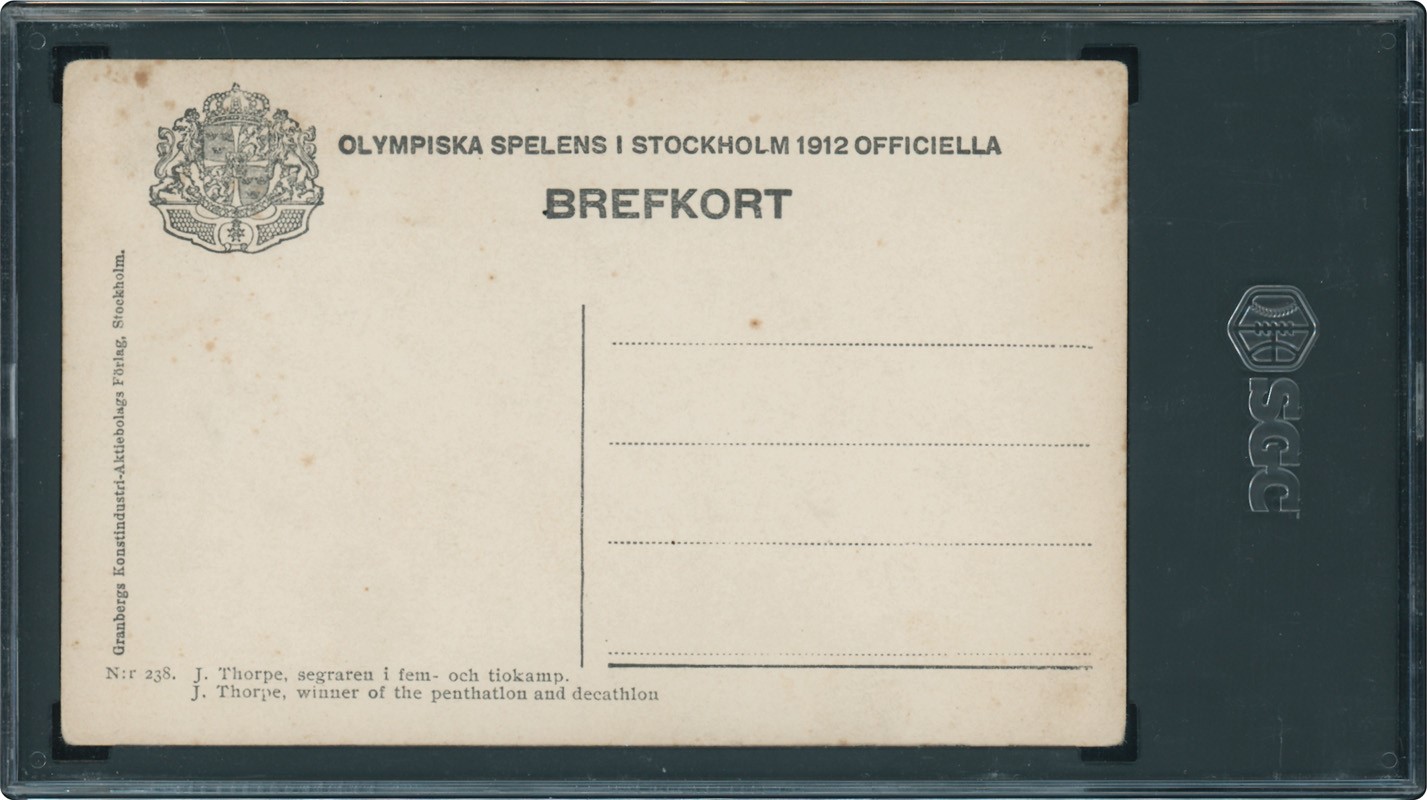 OLYMPISKA SPELENS I STOCKHOLM 1912 OFFICIELLA
BREFKORT
Granbergs Konstindustri-Aktiebolags Förlag, Stockholm.
N:r 238. J. Thorpe, segraren i fem- och tiokamp.
J. Thorpe, winner of the penthatlon and decathlon
SGC